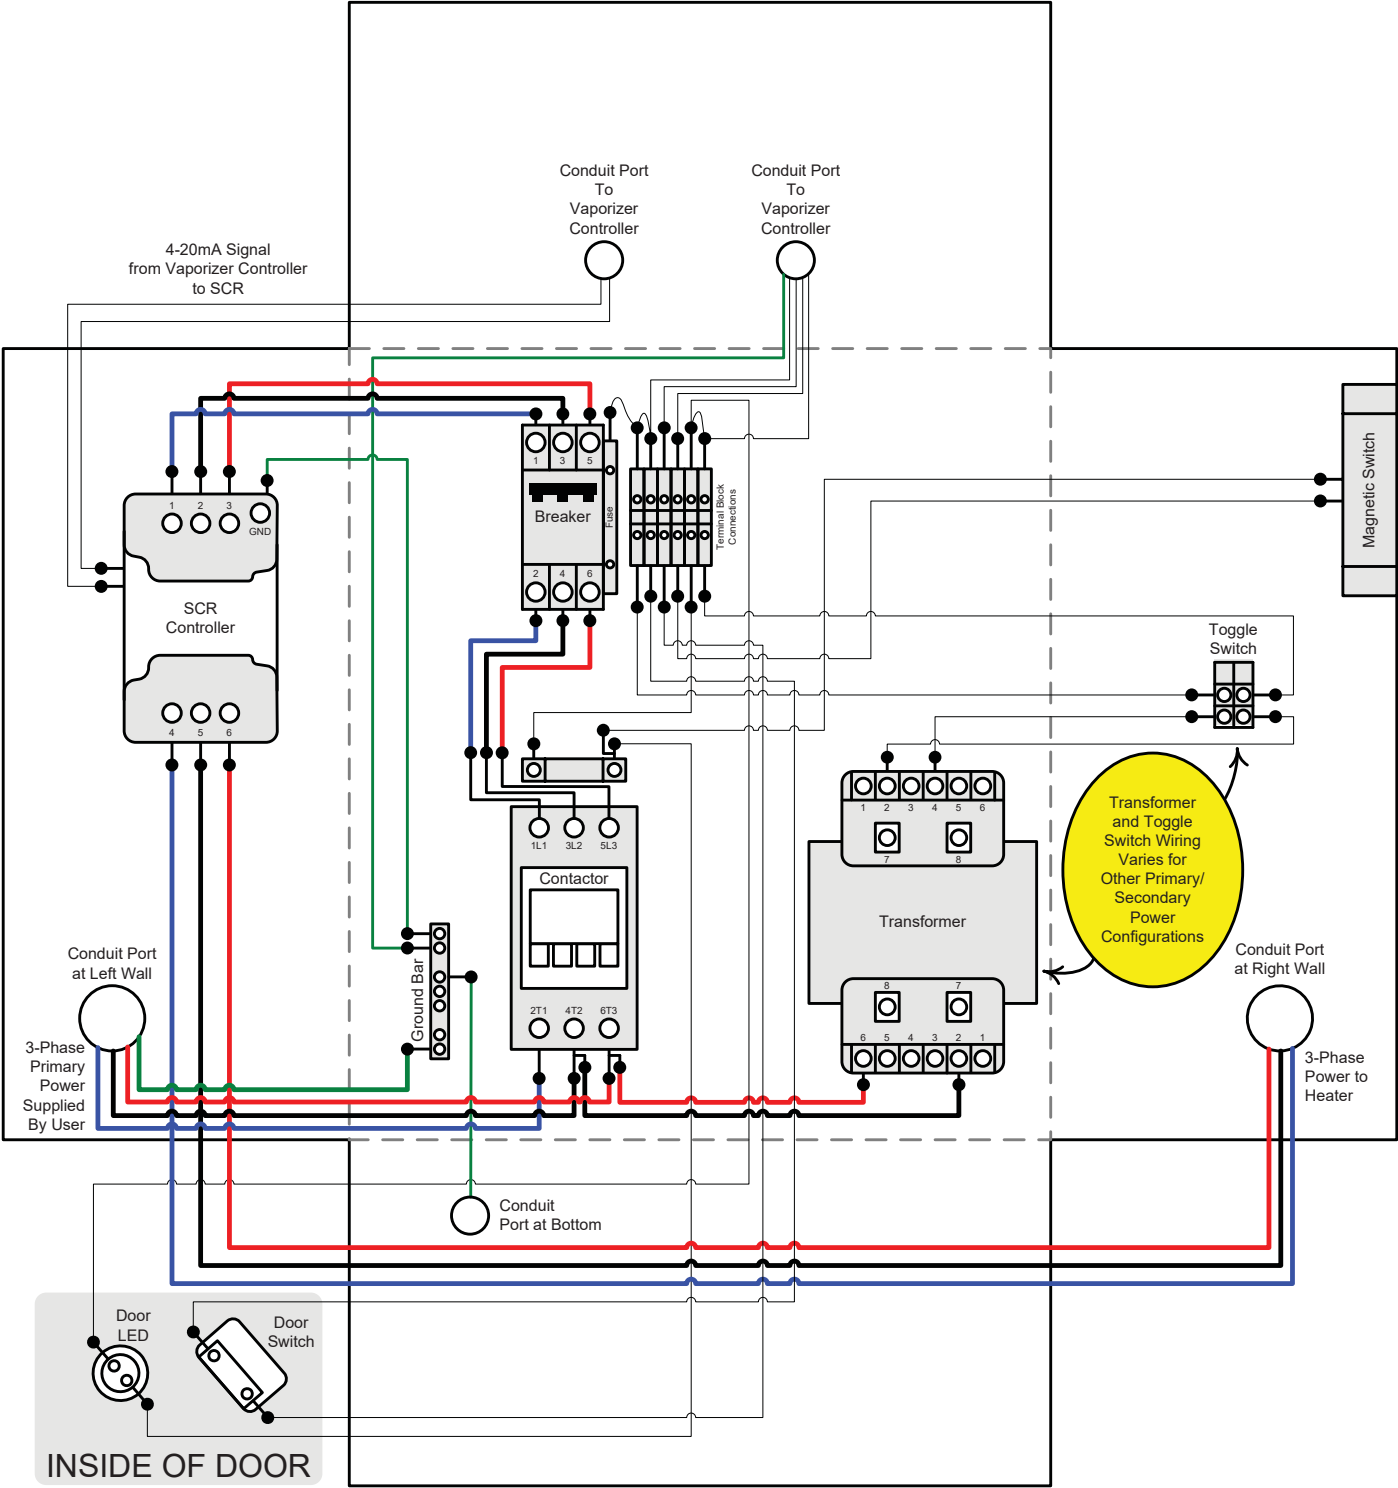 Conduit Port
To
Vaporizer
Controller
Conduit Port
To
Vaporizer
Controller
4-20mA Signal
from Vaporizer Controller
to SCR
1
2
3
GND
SCR
Controller
4
5
6
1
3
5
Breaker
Fuse
2
4
6
Terminal Block
Connections
Magnetic Switch
Toggle
Switch
1L1
3L2
5L3
Contactor
2T1
4T2
6T3
1
2
3
4
5
6
7
8
Transformer
8
7
6
5
4
3
2
1
Transformer
and Toggle
Switch Wiring
Varies for
Other Primary/
Secondary
Power
Configurations
Conduit Port
at Left Wall
3-Phase
Primary
Power
Supplied
By User
Ground Bar
Conduit Port
at Right Wall
3-Phase
Power to
Heater
Conduit
Port at Bottom
Door
LED
Door
Switch
INSIDE OF DOOR